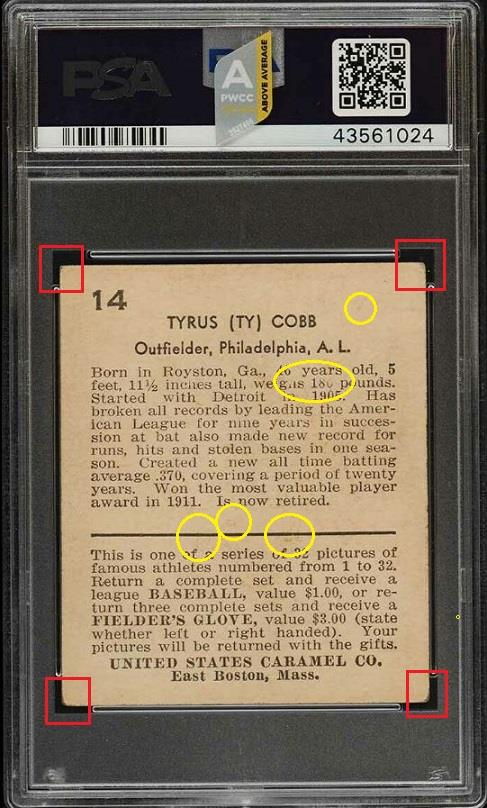 PSA
A
PWCC
ABOVE AVERAGE
43561024
14
TYRUS (TY) COBB
Outfielder, Philadelphia, A. L.
Born in Royston, Ga., 46 years old, 5
feet, 11½ inches tall, weighs 180 pounds.
Started with Detroit in 1905. Has
broken all records by leading the Amer-
ican League for nine years in succes-
sion at bat also made new record for
runs, hits and stolen bases in one sea-
son. Created a new all time batting
average .370, covering a period of twenty
years. Won the most valuable player
award in 1911. Is now retired.
This is one of a series of 32 pictures of
famous athletes numbered from 1 to 32.
Return a complete set and receive a
league BASEBALL, value $1.00, or re-
turn three complete sets and receive a
FIELDER'S GLOVE, value $3.00 (state
whether left or right handed). Your
pictures will be returned with the gifts.
UNITED STATES CARAMEL CO.
East Boston, Mass.